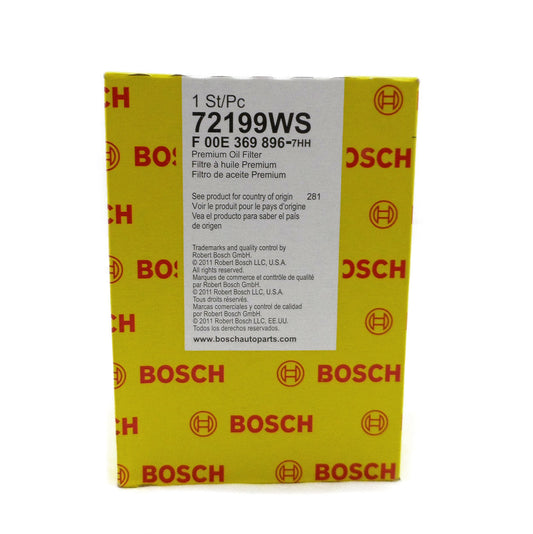 BOSCH
1 St/Pc
72199WS
F 00E 369 896-7HH
Premium Oil Filter
Filtre à huile Premium
Filtro de aceite Premium
BOSCH
See product for country of origin 281
Voir le produit pour le pays d'origine
Vea el producto para saber el país
de origen
Trademarks and quality control by
Robert Bosch GmbH.
© 2011 Robert Bosch LLC, U.S.A.
All rights reserved.
Marques de commerce et contrôle de qualité
par Robert Bosch GmbH.
© 2011 Robert Bosch LLC, U.S.A.
Tous droits réservés.
Marcas comerciales y control de calidad
por Robert Bosch GmbH.
© 2011 Robert Bosch LLC, EE.UU.
Todos los derechos reservados.
www.boschautoparts.com
BOSCH BOSCH
BOSCH
BOSCH BOSCH